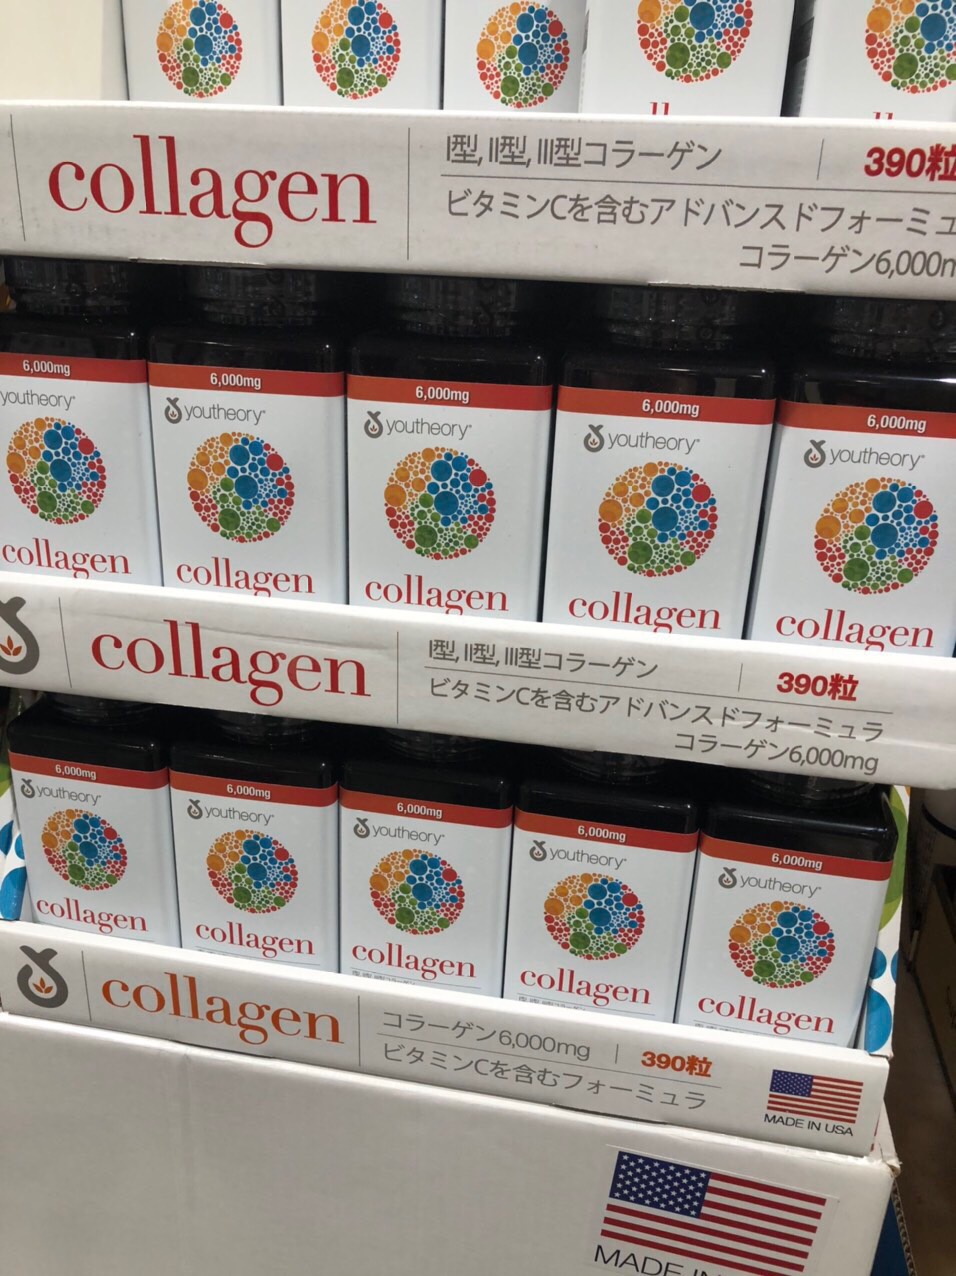 collagen
I型, II型, III型コラーゲン
390粒
ビタミンCを含むアドバンスドフォーミュ
コラーゲン6,000m
6,000mg
youtheory
collagen
6,000mg
youtheory
collagen
6,000mg
youtheory
collagen
6,000mg
youtheory
collagen
6,000mg
youtheory
collagen
collagen
I型, II型, III型コラーゲン
390粒
ビタミンCを含むアドバンスドフォーミュラ
コラーゲン6,000mg
6,000mg
youtheory
collagen
6,000mg
youtheory
collagen
6,000mg
youtheory
collagen
6,000mg
youtheory
collagen
6,000mg
youtheory
collagen
collagen
コラーゲン6,000mg
390粒
ビタミンCを含むフォーミュラ
MADE IN USA
MADE IN